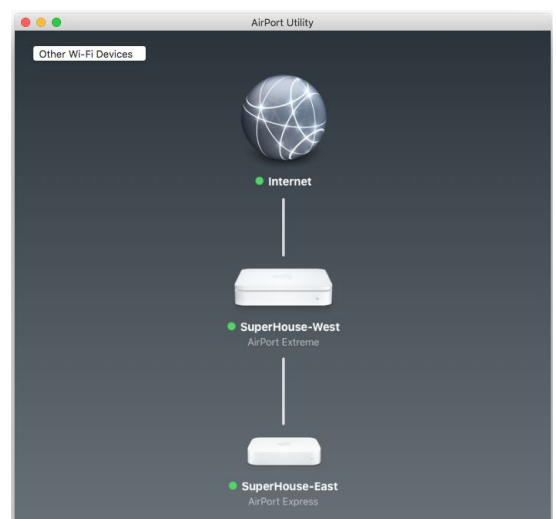 AirPort Utility
Other Wi-Fi Devices
Internet
SuperHouse-West
AirPort Extreme
SuperHouse-East
AirPort Express